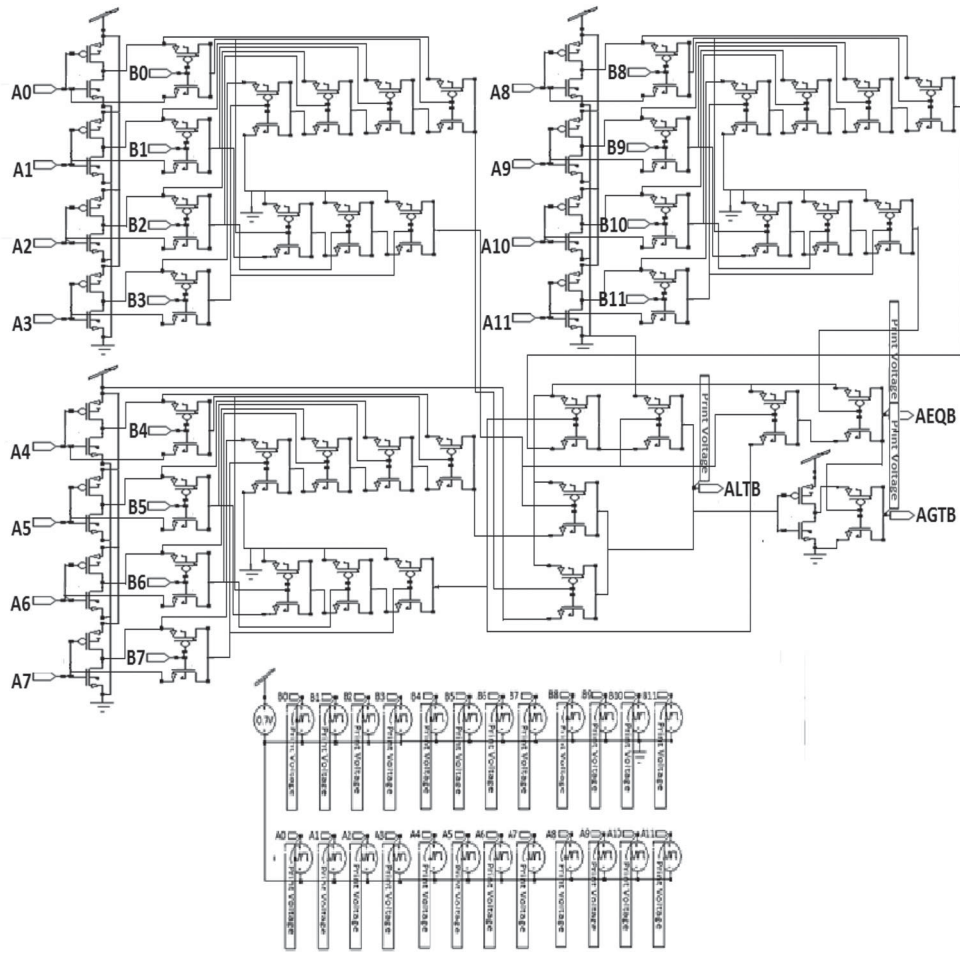 A0
B0
A1
B1
A2
B2
A3
B3
A8
B8
A9
B9
A10
B10
A11
B11
A4
B4
A5
B5
A6
B6
A7
B7
Print Voltage
ALTB
Print Voltage
AEQB
Print Voltage
AGTB
0.7V
B0 B1 B2 B3 B4 B5 B6 B7 B8 B9 B10 B11
Print Voltage Print Voltage Print Voltage Print Voltage Print Voltage Print Voltage Print Voltage Print Voltage Print Voltage Print Voltage Print Voltage Print Voltage
A0 A1 A2 A3 A4 A5 A6 A7 A8 A9 A10 A11
Print Voltage Print Voltage Print Voltage Print Voltage Print Voltage Print Voltage Print Voltage Print Voltage Print Voltage Print Voltage Print Voltage Print Voltage